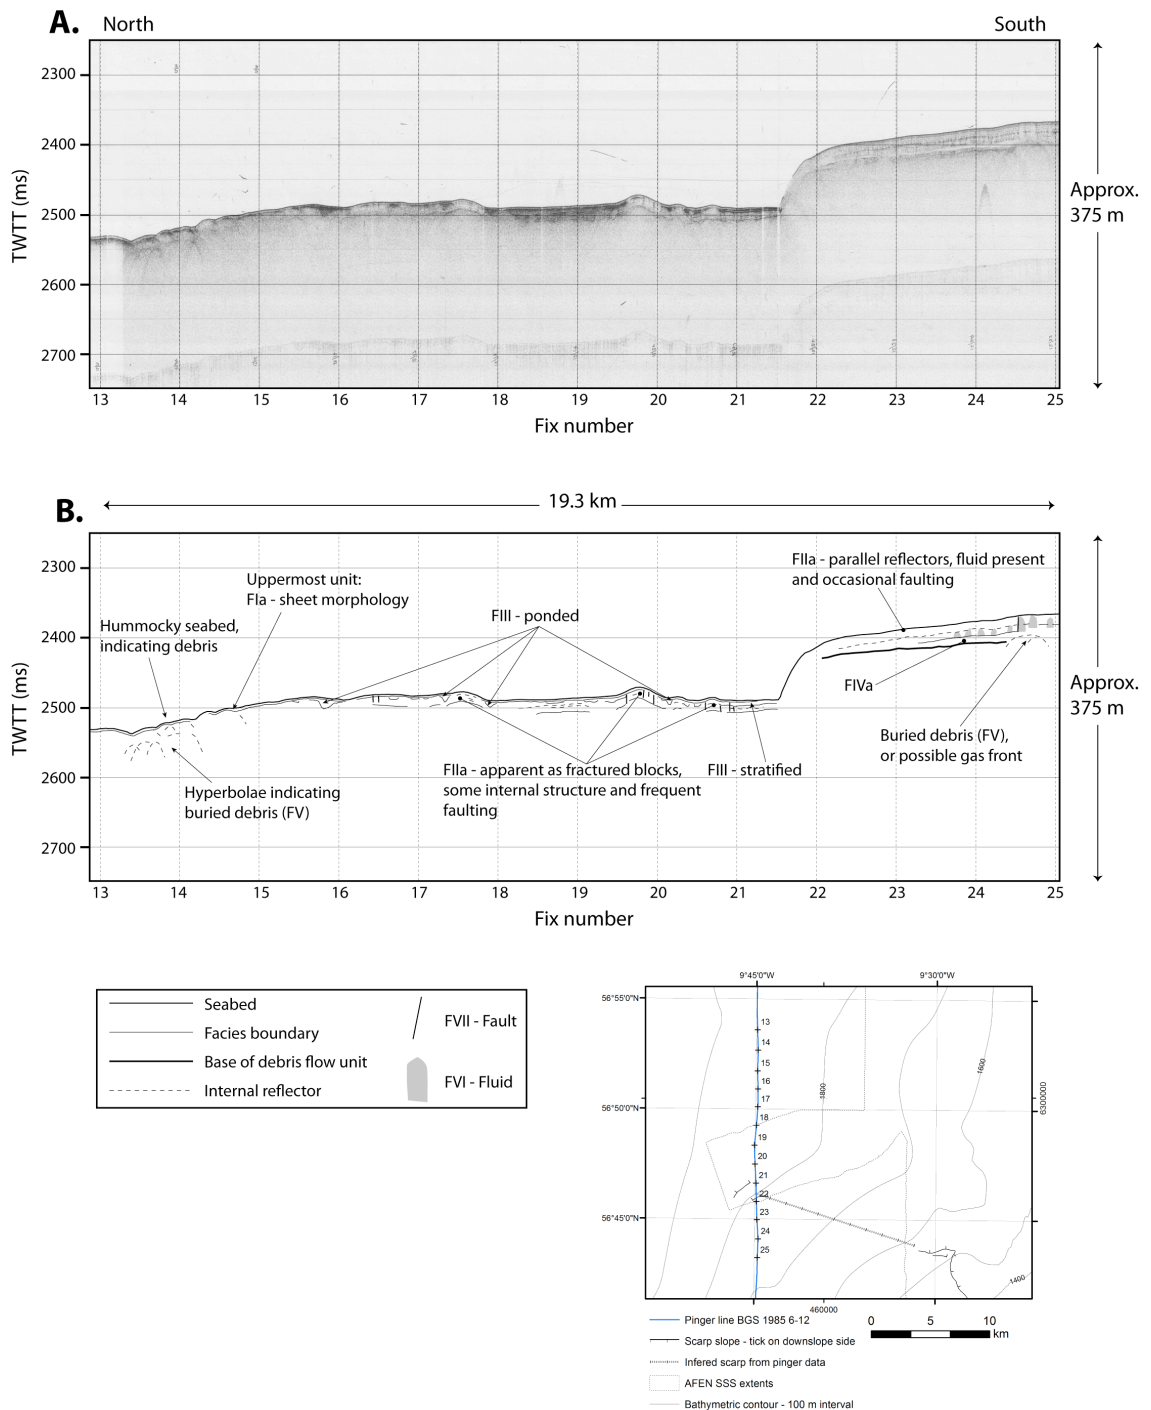 A.
North
South
2300
2400
2500
2600
2700
TWTT (ms)
Approx.
375 m
13 14 15 16 17 18 19 20 21 22 23 24 25
Fix number
B.
19.3 km
2300
2400
2500
2600
2700
TWTT (ms)
Approx.
375 m
FIIa - parallel reflectors, fluid present
and occasional faulting
Uppermost unit:
FIa - sheet morphology
FIII - ponded
Hummocky seabed,
indicating debris
FIVa
Buried debris (FV),
or possible gas front
FIIa - apparent as fractured blocks,
some internal structure and frequent
faulting
FIII - stratified
Hyperbolae indicating
buried debris (FV)
13 14 15 16 17 18 19 20 21 22 23 24 25
Fix number
Seabed
Facies boundary
Base of debris flow unit
Internal reflector
FVII - Fault
FVI - Fluid
9°45'0"W
9°30'0"W
56°55'0"N
56°50'0"N
56°45'0"N
13
14
15
16
17
18
19
20
21
22
23
24
25
1800
1600
1400
6300000
460000
Pinger line BGS 1985 6-12
Scarp slope - tick on downslope side
Infered scarp from pinger data
AFEN SSS extents
Bathymetric contour - 100 m interval
0 5 10
km